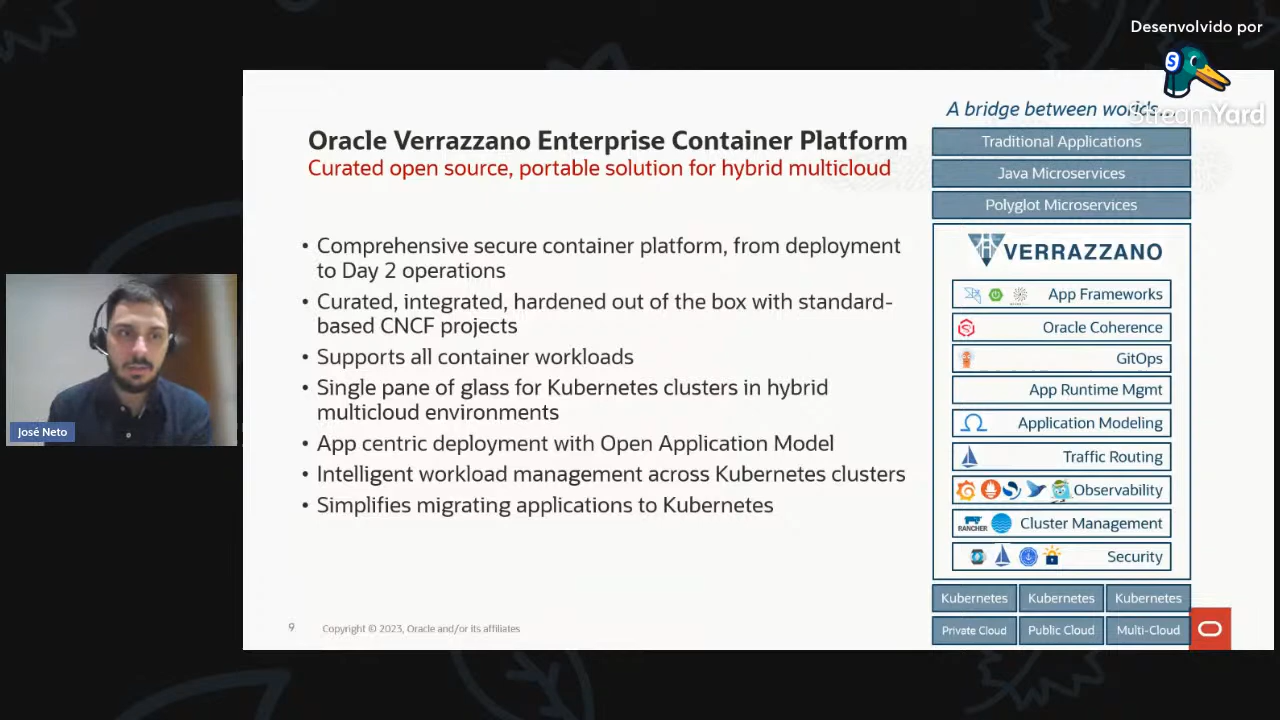 Desenvolvido por
StreamYard
A bridge between worlds...
Oracle Verrazzano Enterprise Container Platform
Curated open source, portable solution for hybrid multicloud
• Comprehensive secure container platform, from deployment
to Day 2 operations
• Curated, integrated, hardened out of the box with standard-
based CNCF projects
• Supports all container workloads
• Single pane of glass for Kubernetes clusters in hybrid
multicloud environments
• App centric deployment with Open Application Model
• Intelligent workload management across Kubernetes clusters
• Simplifies migrating applications to Kubernetes
Traditional Applications
Java Microservices
Polyglot Microservices
VERRAZZANO
App Frameworks
Oracle Coherence
GitOps
App Runtime Mgmt
Application Modeling
Traffic Routing
Observability
RANCHER Cluster Management
Security
Kubernetes Kubernetes Kubernetes
Private Cloud Public Cloud Multi-Cloud
José Neto
9 Copyright © 2023, Oracle and/or its affiliates